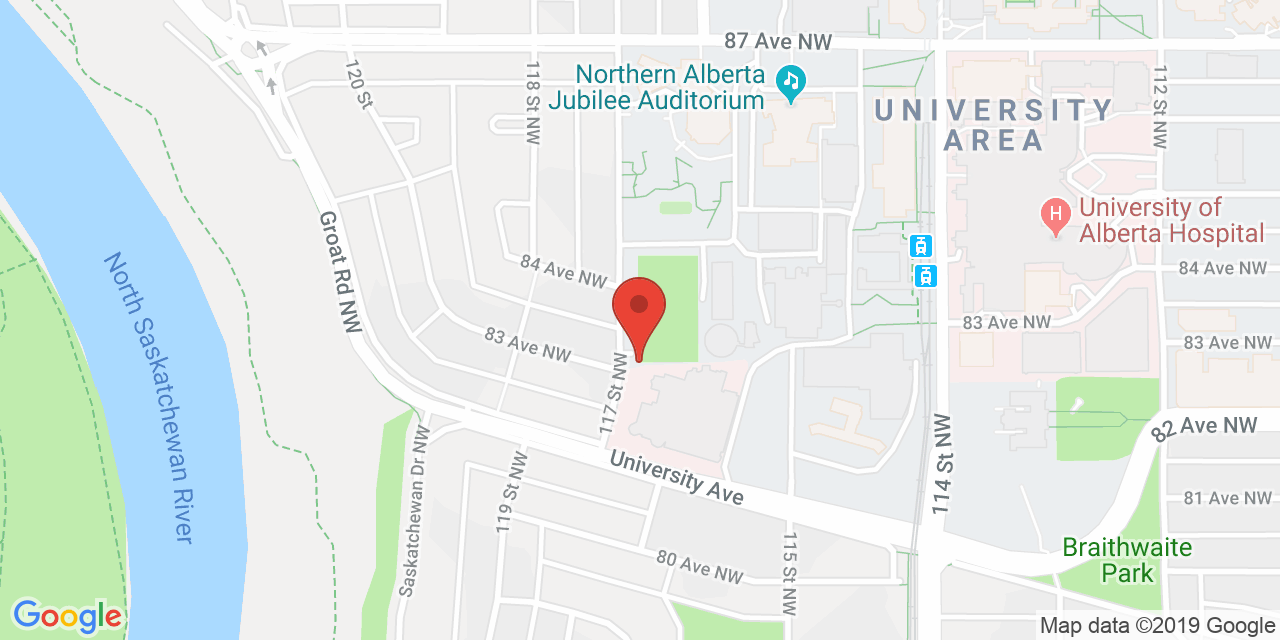 87 Ave NW
120 St
118 St NW
Northern Alberta
Jubilee Auditorium
UNIVERSITY
AREA
112 St NW
University of
Alberta Hospital
H
Groat Rd NW
North Saskatchewan River
84 Ave NW
84 Ave NW
83 Ave NW
83 Ave NW
83 Ave NW
117 St NW
Saskatchewan Dr NW
119 St NW
University Ave
114 St NW
82 Ave NW
81 Ave NW
80 Ave NW
115 St NW
Braithwaite
Park
Google
Map data ©2019 Google